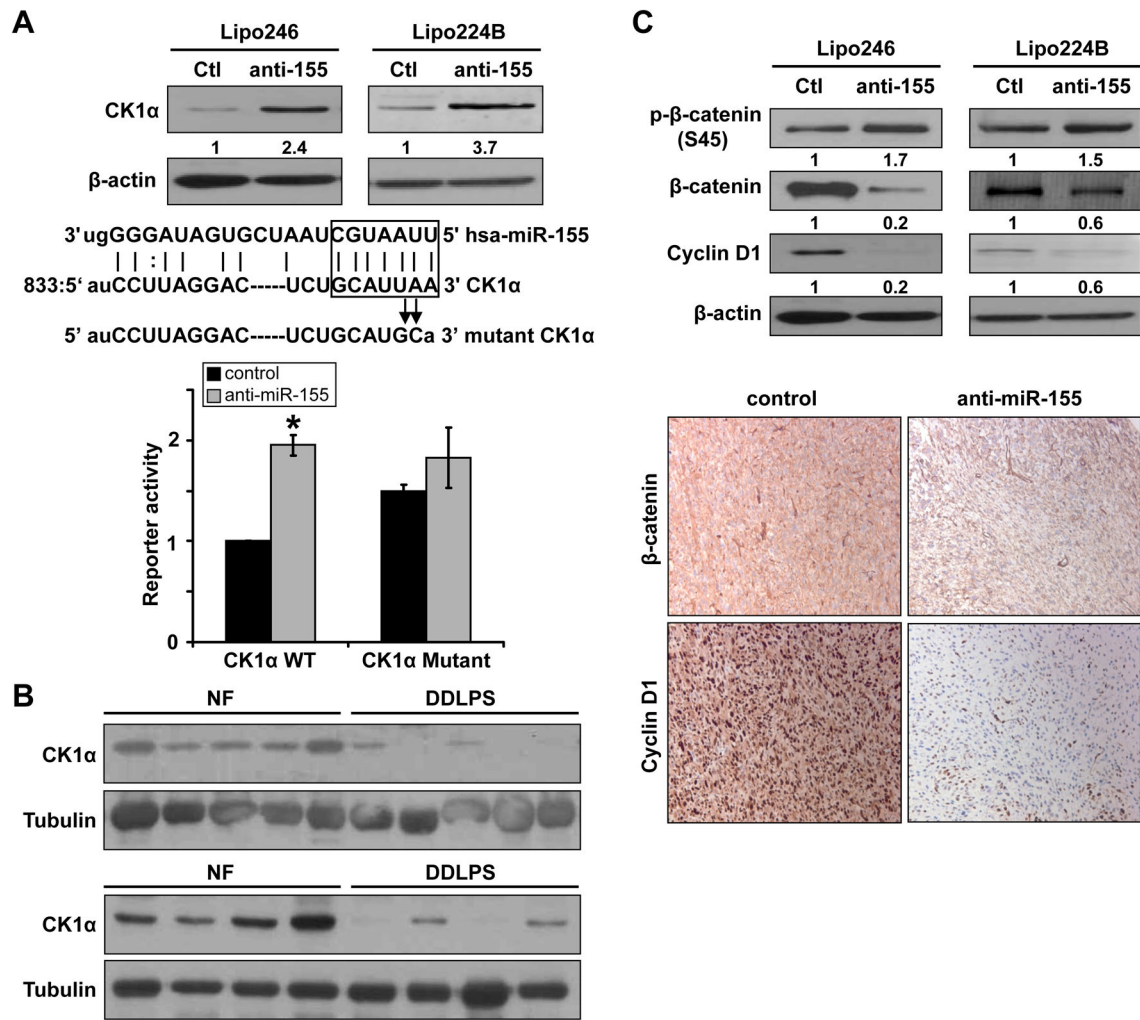 A
Lipo246 Lipo224B
Ctl anti-155 Ctl anti-155
CK1α
1 2.4 1 3.7
β-actin
3' ugGGGAUAGUGCUAAUCGUAAUU 5' hsa-miR-155
833:5‘ auCCUUAGGAC-----UCUGCAUUAA 3' CK1α
5’ auCCUUAGGAC-----UCUGCAUGCa 3’ mutant CK1α
control
anti-miR-155
Reporter activity
2
1
0
*
CK1α WT CK1α Mutant
B
NF DDLPS
CK1α
Tubulin
NF DDLPS
CK1α
Tubulin
C
Lipo246 Lipo224B
Ctl anti-155 Ctl anti-155
p-β-catenin
(S45)
1 1.7 1 1.5
β-catenin
1 0.2 1 0.6
Cyclin D1
1 0.2 1 0.6
β-actin
control anti-miR-155
β-catenin
Cyclin D1